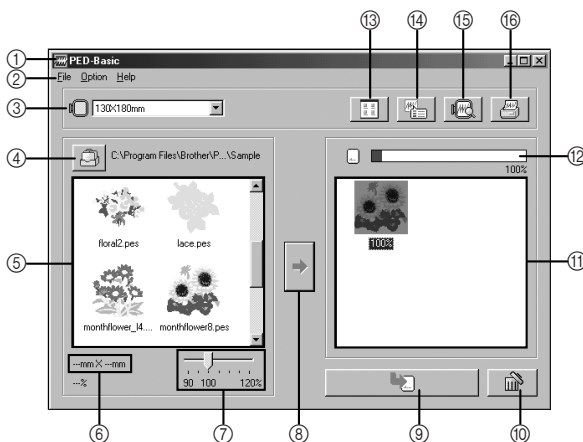 ⑬ ⑭ ⑮ ⑯
① PED-Basic
② File Option Help
③ 130X180mm
④ C:\Program Files\Brother\P...\Sample
⑫
100%
floral2.pes lace.pes
100%
⑤
⑪
monthflower_l4.... monthflower8.pes
---mm X ---mm
---%
90 100 120%
⑥ ⑦ ⑧ ⑨ ⑩